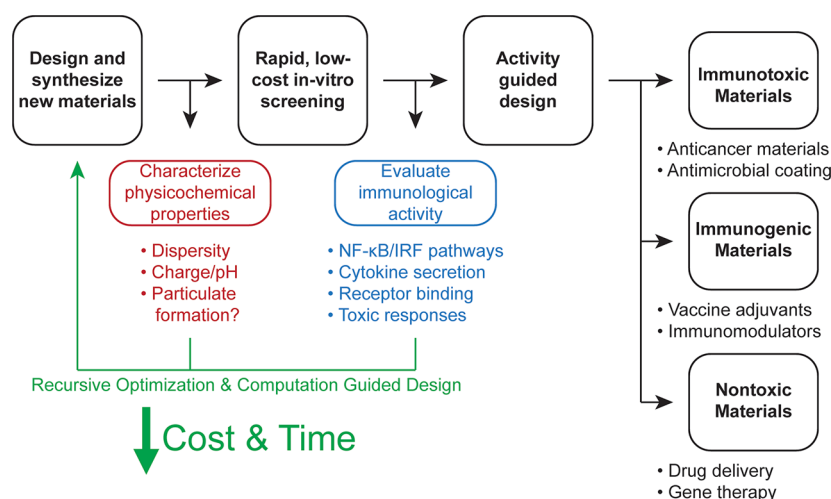 Design and
synthesize
new materials
Rapid, low-
cost in-vitro
screening
Activity
guided
design
Characterize
physicochemical
properties
• Dispersity
• Charge/pH
• Particulate
formation?
Evaluate
immunological
activity
• NF-κB/IRF pathways
• Cytokine secretion
• Receptor binding
• Toxic responses
Recursive Optimization & Computation Guided Design
Cost & Time
Immunotoxic
Materials
• Anticancer materials
• Antimicrobial coating
Immunogenic
Materials
• Vaccine adjuvants
• Immunomodulators
Nontoxic
Materials
• Drug delivery
• Gene therapy